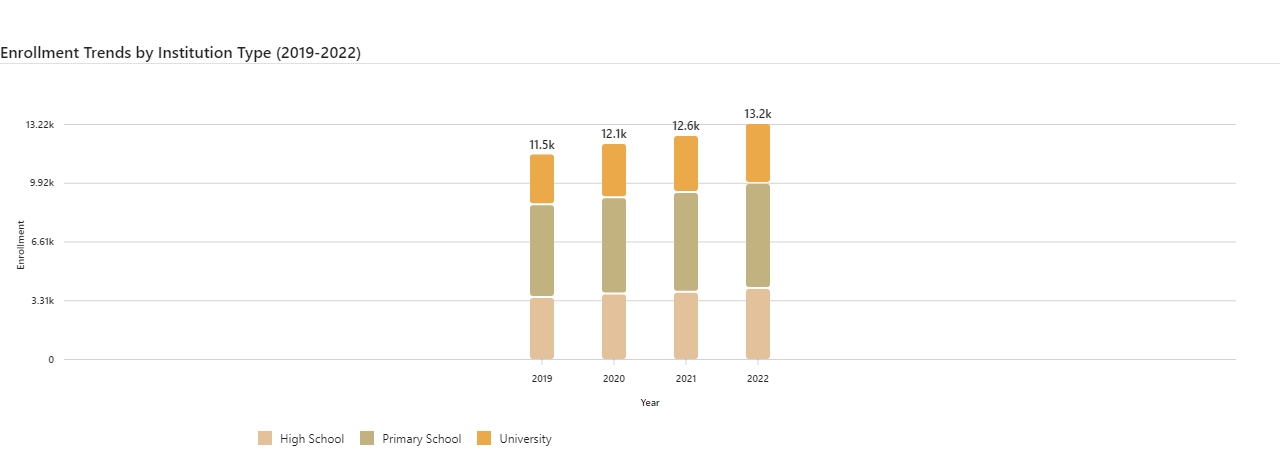 Enrollment Trends by Institution Type (2019-2022)
13.2k
12.6k
12.1k
11.5k
13.22k
9.92k
6.61k
3.31k
0
Enrollment
2019 2020 2021 2022
Year
High School Primary School University